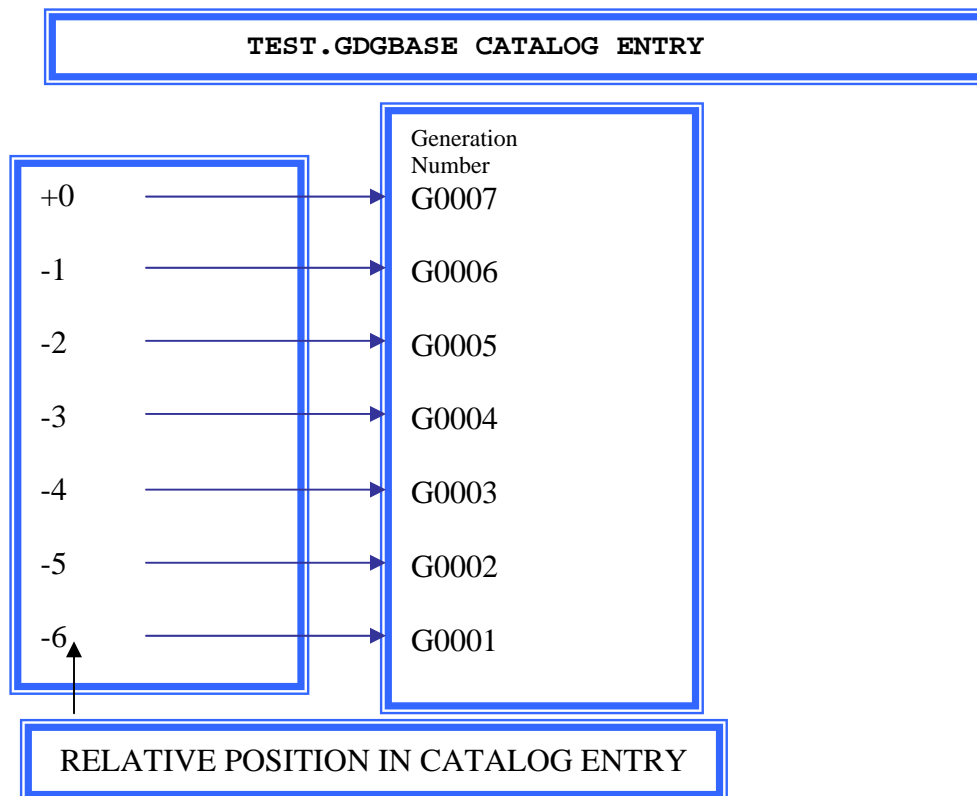 TEST.GDGBASE CATALOG ENTRY
Generation
Number
+0 G0007
-1 G0006
-2 G0005
-3 G0004
-4 G0003
-5 G0002
-6 G0001
RELATIVE POSITION IN CATALOG ENTRY